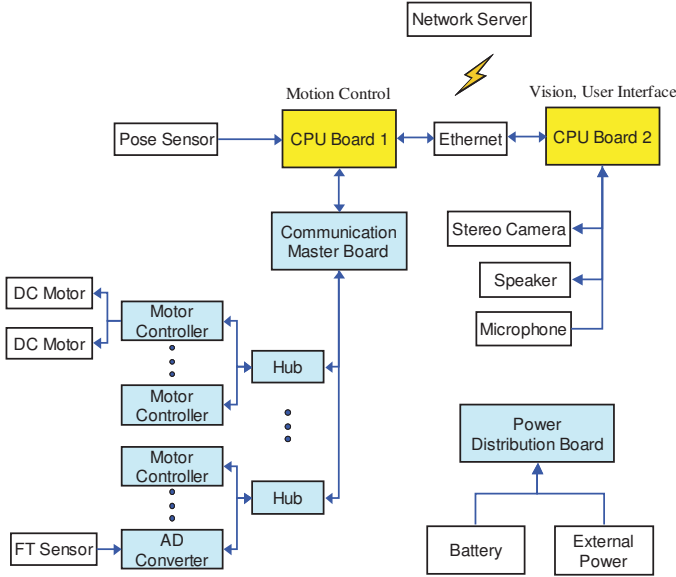 Network Server
Motion Control
Vision, User Interface
Pose Sensor
CPU Board 1
Ethernet
CPU Board 2
Communication
Master Board
Stereo Camera
Speaker
Microphone
DC Motor
DC Motor
Motor
Controller
Motor
Controller
Hub
Motor
Controller
Hub
FT Sensor
AD
Converter
Power
Distribution Board
Battery
External
Power